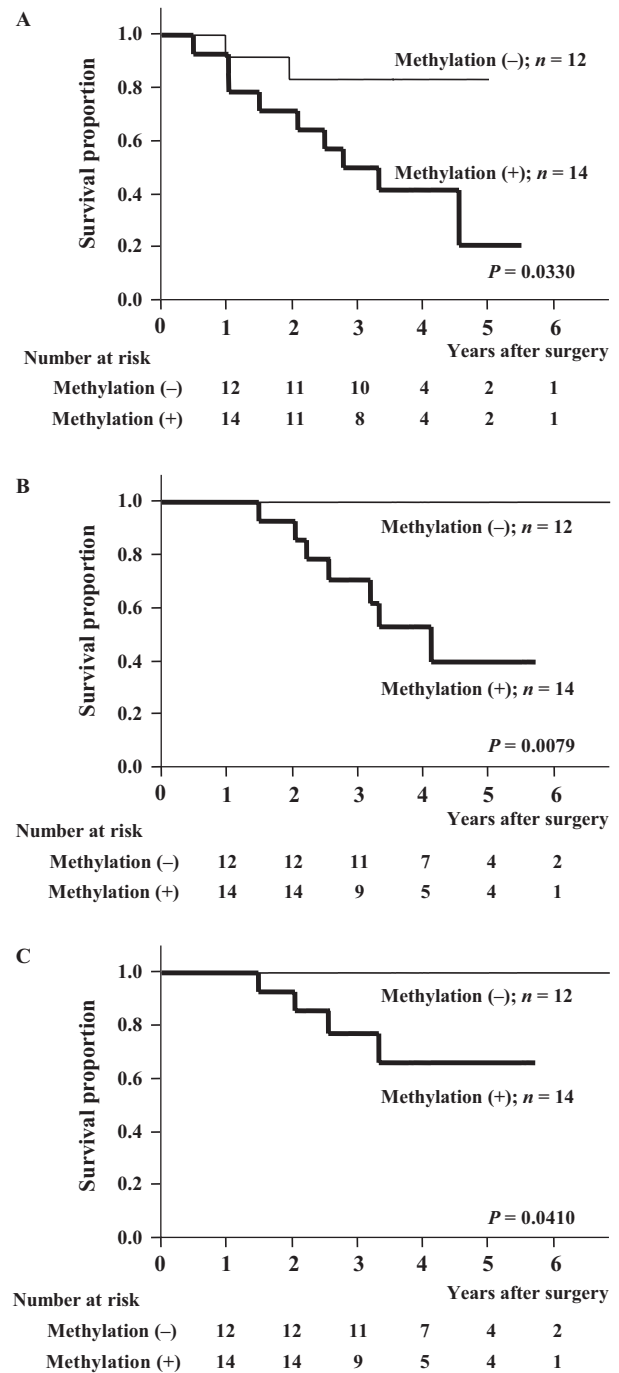 A
Survival proportion
1.0
0.8
0.6
0.4
0.2
0.0
Methylation (–); n = 12
Methylation (+); n = 14
P = 0.0330
0 1 2 3 4 5 6
Years after surgery
Number at risk
Methylation (–) 12 11 10 4 2 1
Methylation (+) 14 11 8 4 2 1
B
Survival proportion
1.0
0.8
0.6
0.4
0.2
0.0
Methylation (–); n = 12
Methylation (+); n = 14
P = 0.0079
0 1 2 3 4 5 6
Years after surgery
Number at risk
Methylation (–) 12 12 11 7 4 2
Methylation (+) 14 14 9 5 4 1
C
Survival proportion
1.0
0.8
0.6
0.4
0.2
0.0
Methylation (–); n = 12
Methylation (+); n = 14
P = 0.0410
0 1 2 3 4 5 6
Years after surgery
Number at risk
Methylation (–) 12 12 11 7 4 2
Methylation (+) 14 14 9 5 4 1